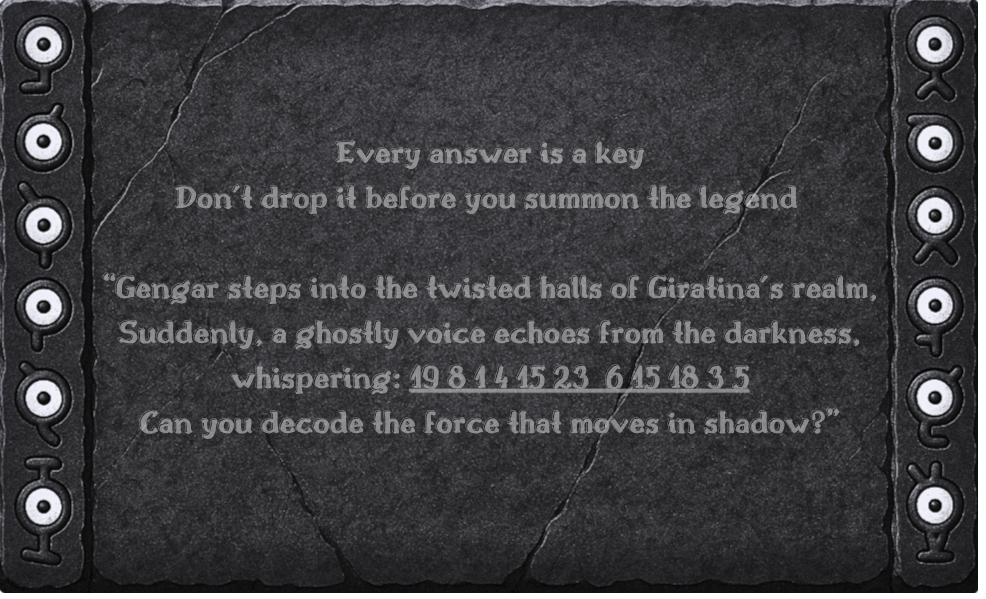 Every answer is a key
Don't drop it before you summon the legend
“Gengar steps into the twisted halls of Giratina's realm,
Suddenly, a ghostly voice echoes from the darkness,
whispering: 19 8 1 4 15 23 6 15 18 3 5
Can you decode the force that moves in shadow?”